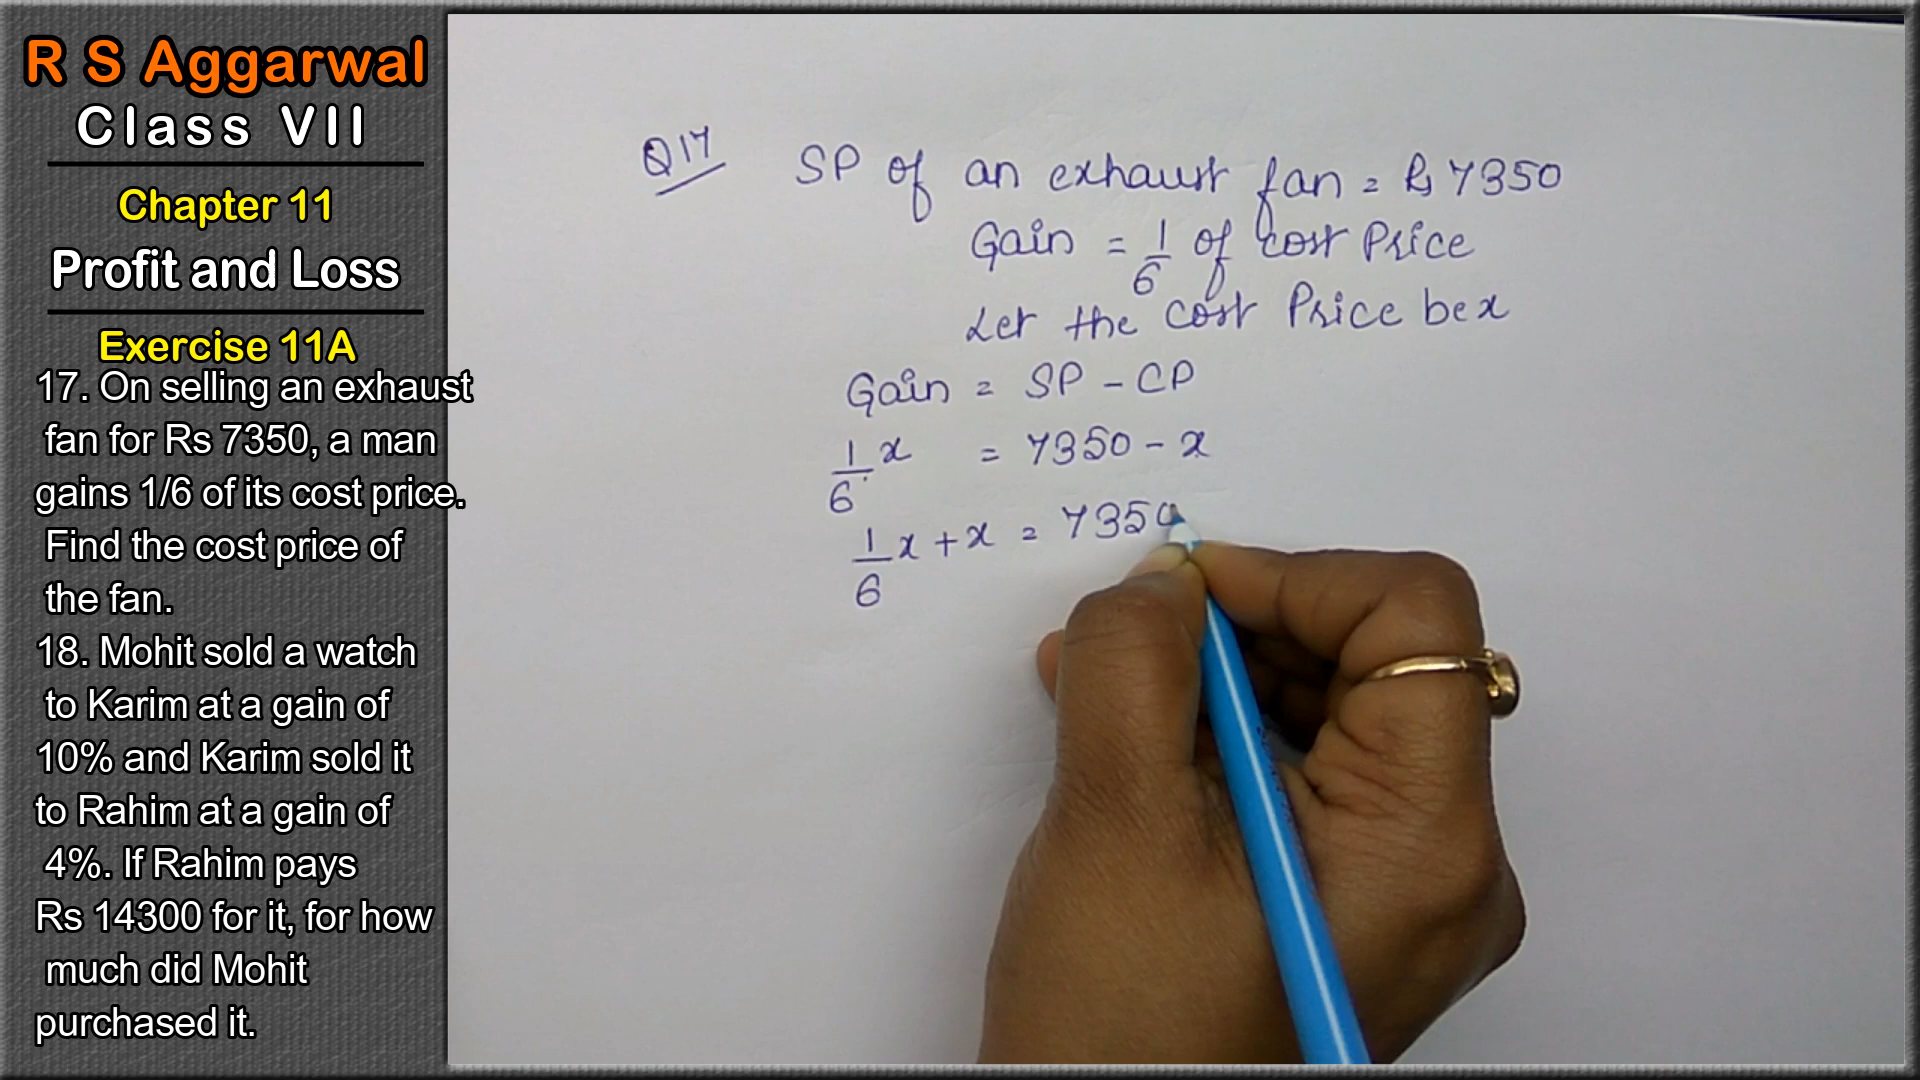 R S Aggarwal
Class VII
Chapter 11
Profit and Loss
Exercise 11A
17. On selling an exhaust
fan for Rs 7350, a man
gains 1/6 of its cost price.
Find the cost price of
the fan.
18. Mohit sold a watch
to Karim at a gain of
10% and Karim sold it
to Rahim at a gain of
4%. If Rahim pays
Rs 14300 for it, for how
much did Mohit
purchased it.
Q17 SP of an exhaust fan = Rs 7350
Gain = 1/6 of cost Price
Let the cost Price be x
Gain = SP - CP
1/6 x = 7350 - x
1/6 x + x = 7350